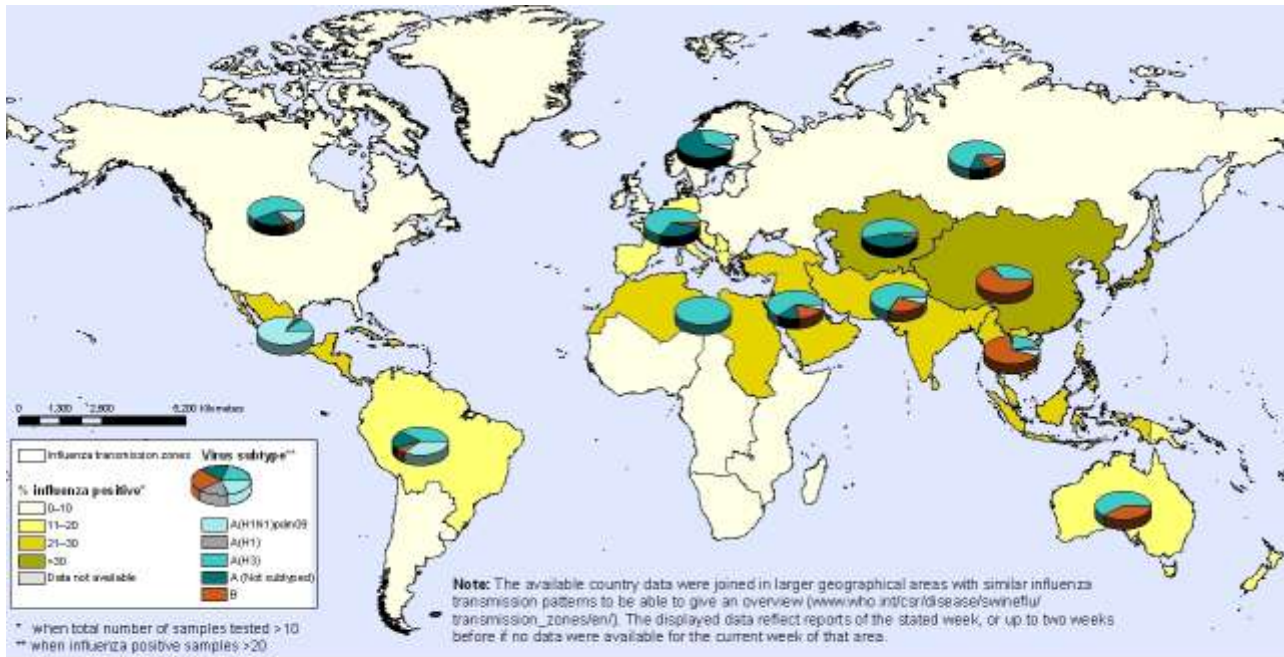 0 1,300 2,600 5,200 Kilometers
Influenza transmission zones
Virus subtype**
% influenza positive*
0–10
11–20
21–30
>30
Data not available
A(H1N1)pdm09
A(H1)
A(H3)
A (Not subtyped)
B
* when total number of samples tested >10
** when influenza positive samples >20
Note: The available country data were joined in larger geographical areas with similar influenza
transmission patterns to be able to give an overview (www.who.int/csr/disease/swineflu/
transmission_zones/en/). The displayed data reflect reports of the stated week, or up to two weeks
before if no data were available for the current week of that area.